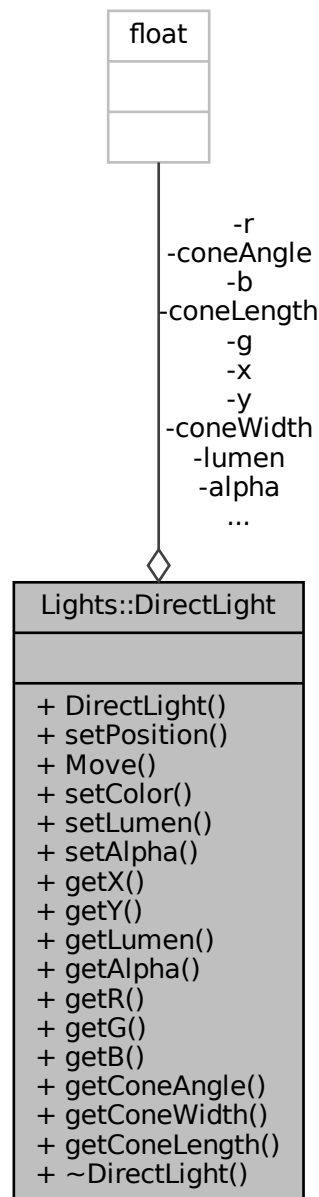 float
-r
-coneAngle
-b
-coneLength
-g
-x
-y
-coneWidth
-lumen
-alpha
...
Lights::DirectLight
+ DirectLight()
+ setPosition()
+ Move()
+ setColor()
+ setLumen()
+ setAlpha()
+ getX()
+ getY()
+ getLumen()
+ getAlpha()
+ getR()
+ getG()
+ getB()
+ getConeAngle()
+ getConeWidth()
+ getConeLength()
+ ~DirectLight()